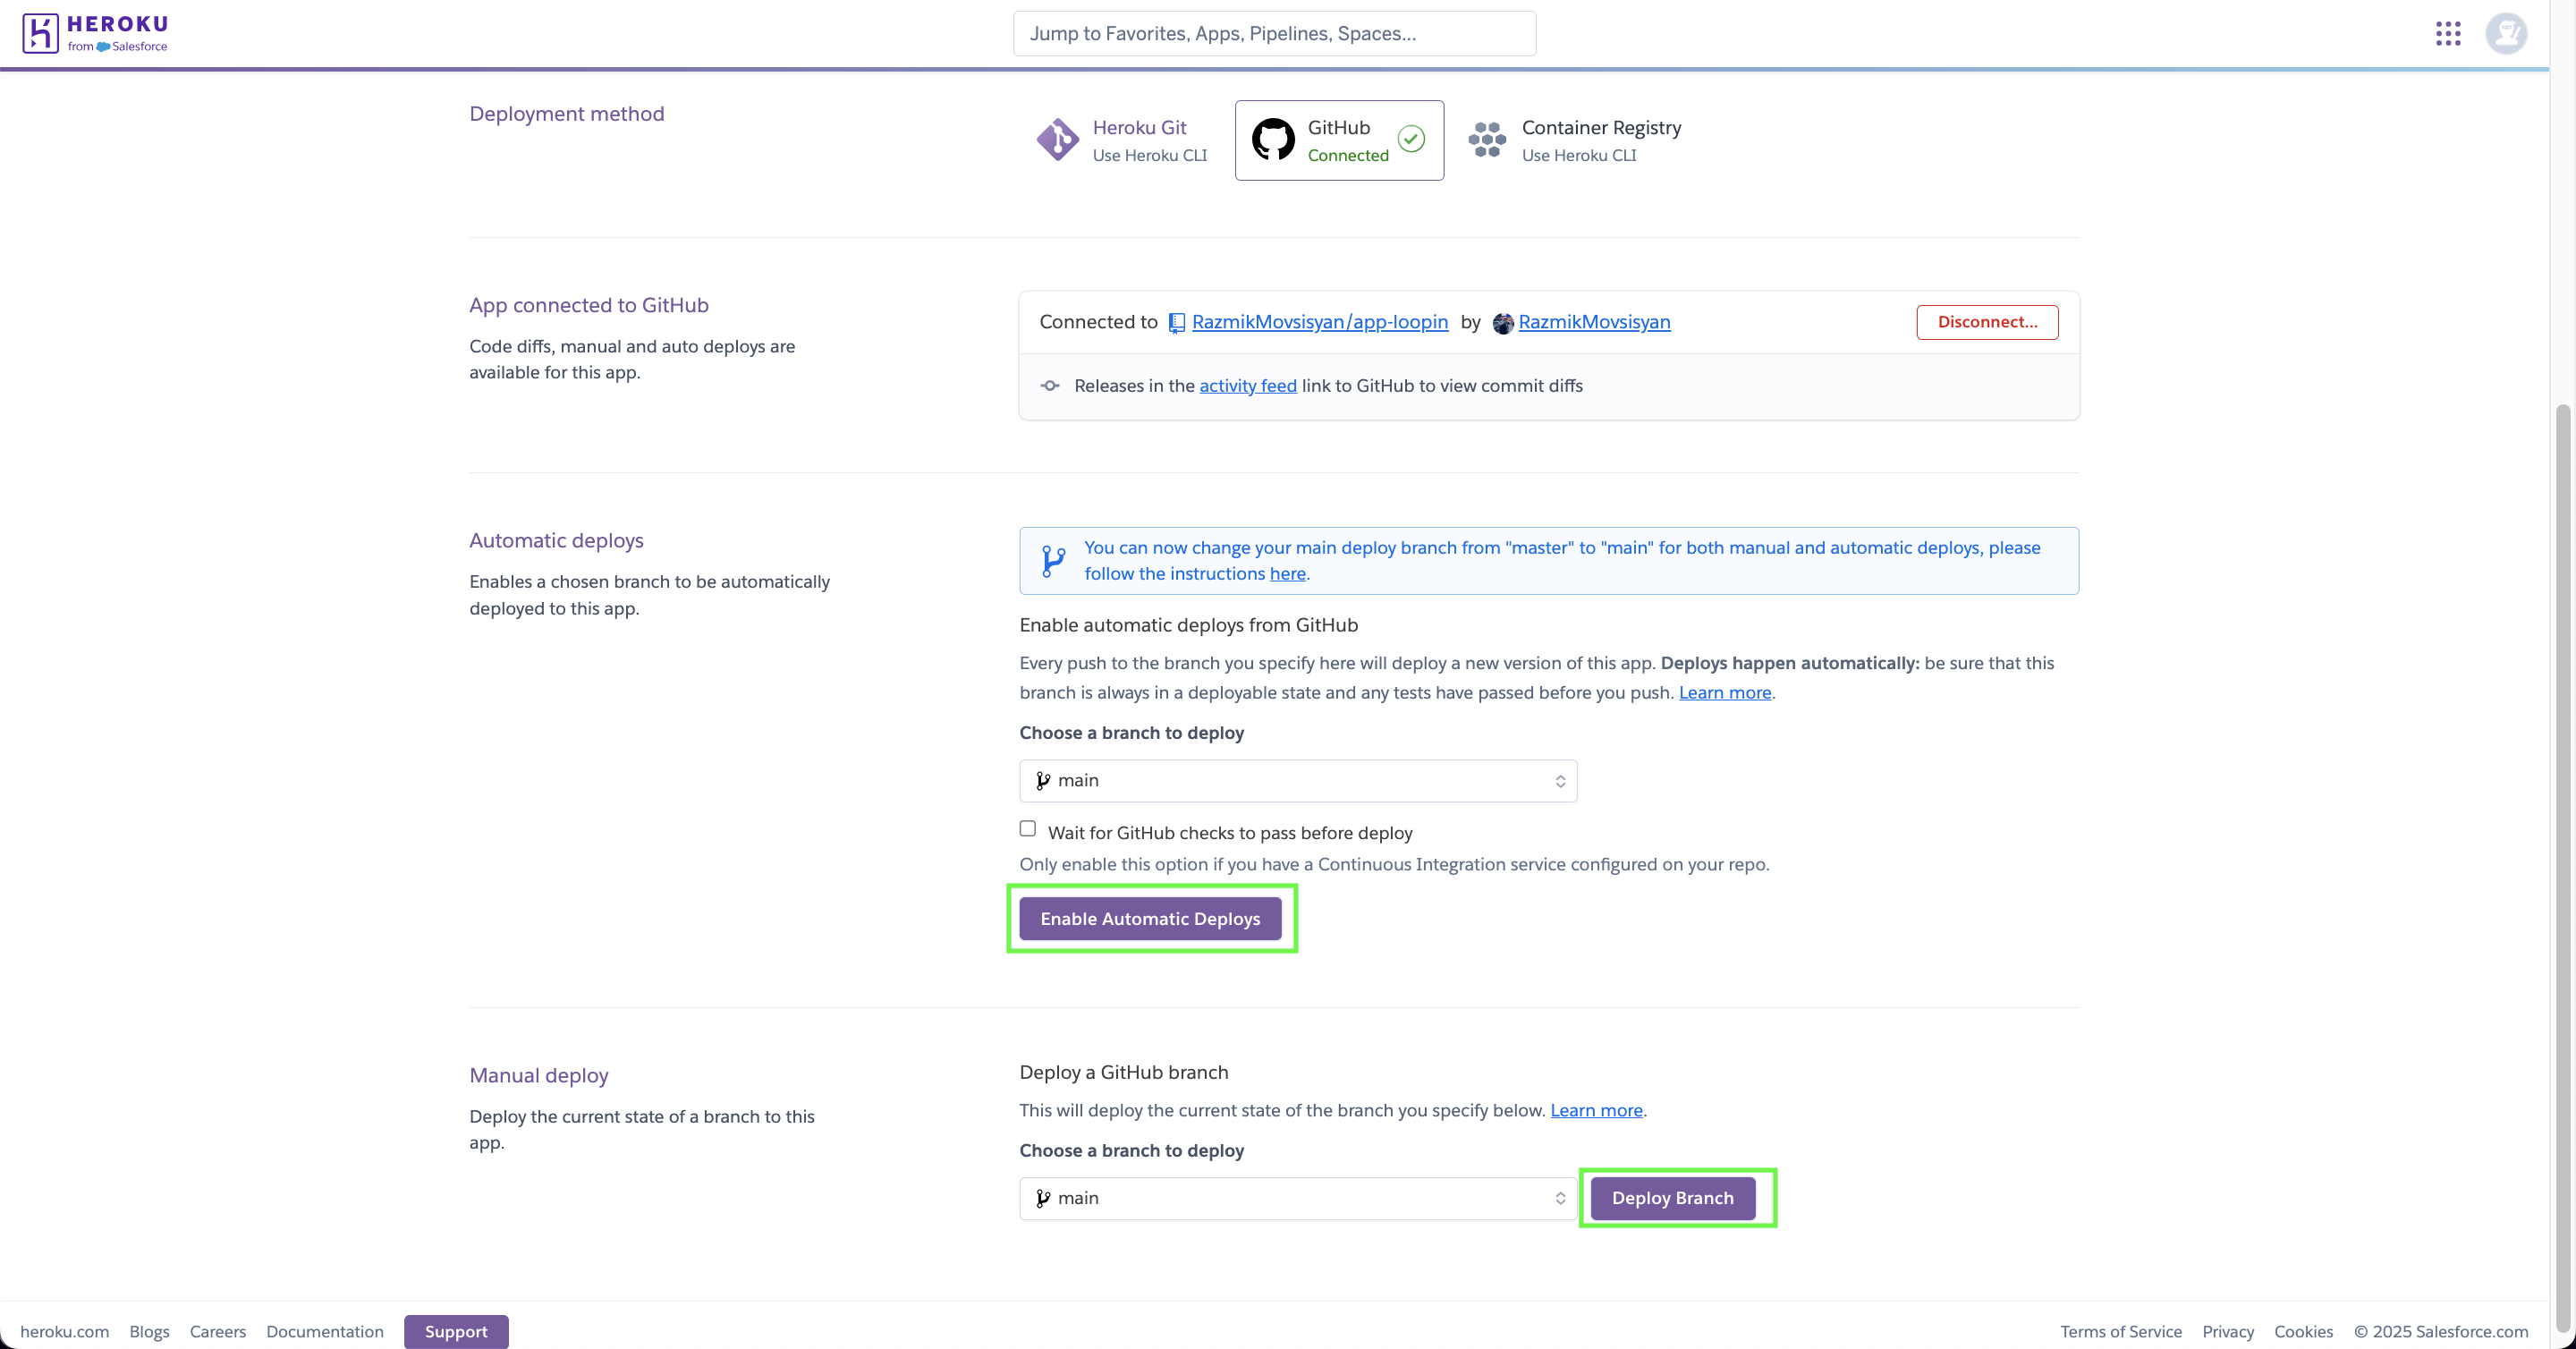 HEROKU
from Salesforce
Jump to Favorites, Apps, Pipelines, Spaces...
Deployment method
Heroku Git
Use Heroku CLI
GitHub
Connected
Container Registry
Use Heroku CLI
App connected to GitHub
Code diffs, manual and auto deploys are
available for this app.
Connected to RazmikMovsisyan/app-loopin by RazmikMovsisyan
Disconnect...
Releases in the activity feed link to GitHub to view commit diffs
Automatic deploys
Enables a chosen branch to be automatically
deployed to this app.
You can now change your main deploy branch from "master" to "main" for both manual and automatic deploys, please
follow the instructions here.
Enable automatic deploys from GitHub
Every push to the branch you specify here will deploy a new version of this app. Deploys happen automatically: be sure that this
branch is always in a deployable state and any tests have passed before you push. Learn more.
Choose a branch to deploy
main
Wait for GitHub checks to pass before deploy
Only enable this option if you have a Continuous Integration service configured on your repo.
Enable Automatic Deploys
Manual deploy
Deploy the current state of a branch to this
app.
Deploy a GitHub branch
This will deploy the current state of the branch you specify below. Learn more.
Choose a branch to deploy
main
Deploy Branch
heroku.com Blogs Careers Documentation Support
Terms of Service Privacy Cookies © 2025 Salesforce.com